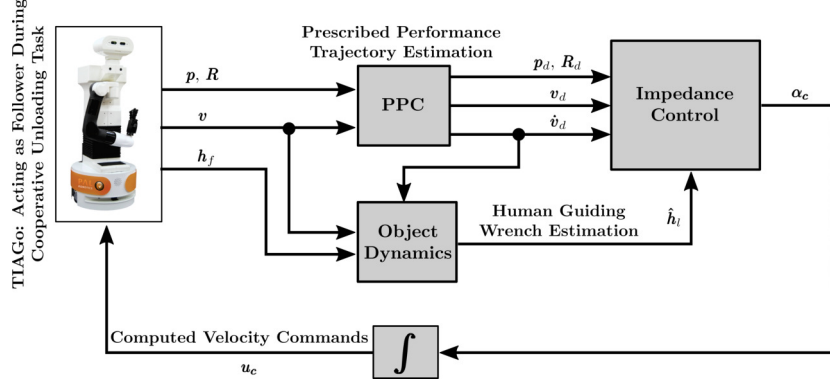 TIAGo: Acting as Follower During
Cooperative Unloading Task
Prescribed Performance
Trajectory Estimation
p, R
v
h_f
PPC
p_d, R_d
v_d
v̇_d
Impedance
Control
α_c
Object
Dynamics
Human Guiding
Wrench Estimation
ĥ_l
Computed Velocity Commands
u_c
∫